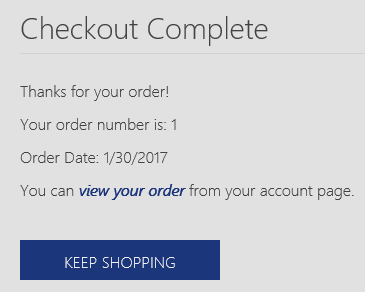 Checkout Complete
Thanks for your order!
Your order number is: 1
Order Date: 1/30/2017
You can view your order from your account page.
KEEP SHOPPING